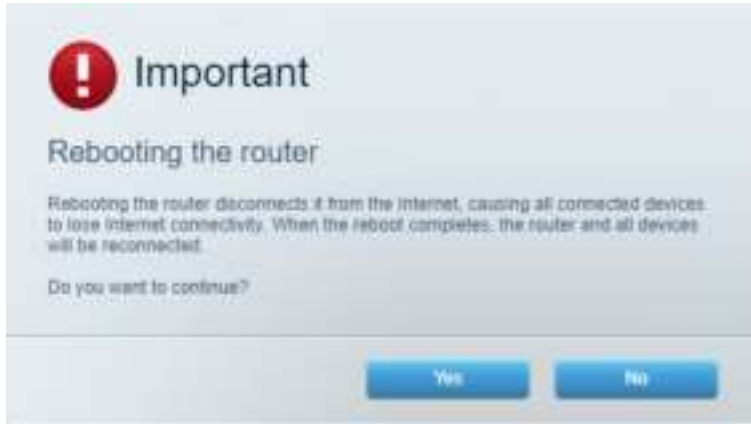 Important
Rebooting the router
Rebooting the router disconnects it from the Internet, causing all connected devices
to lose Internet connectivity. When the reboot completes, the router and all devices
will be reconnected.
Do you want to continue?
Yes
No